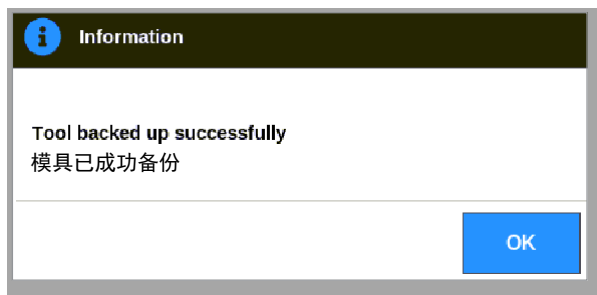 Information
Tool backed up successfully
模具已成功备份
OK